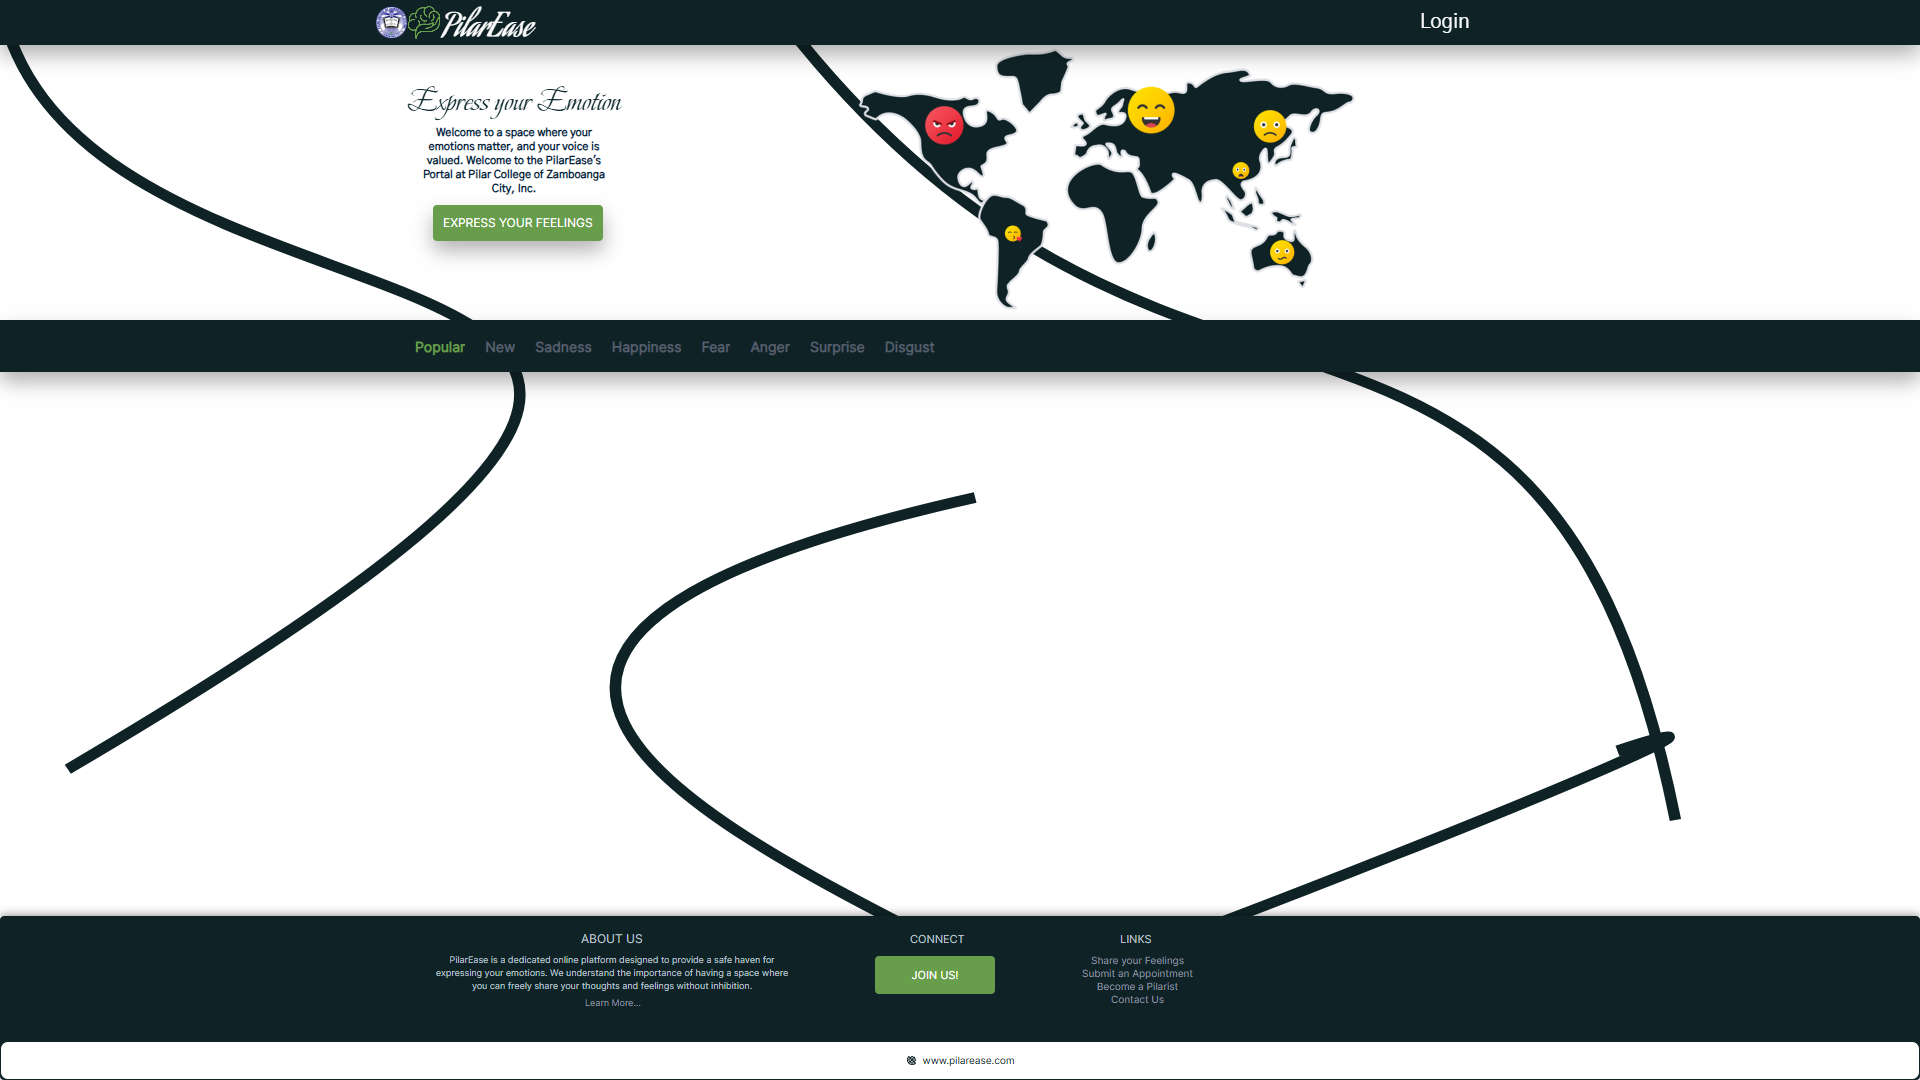 PilarEase
Login
Express your Emotion
Welcome to a space where your
emotions matter, and your voice is
valued. Welcome to the PilarEase's
Portal at Pilar College of Zamboanga
City, Inc.
EXPRESS YOUR FEELINGS
Popular New Sadness Happiness Fear Anger Surprise Disgust
ABOUT US
PilarEase is a dedicated online platform designed to provide a safe haven for
expressing your emotions. We understand the importance of having a space where
you can freely share your thoughts and feelings without inhibition.
Learn More...
CONNECT
JOIN US!
LINKS
Share your Feelings
Submit an Appointment
Become a Pilarist
Contact Us
www.pilarease.com